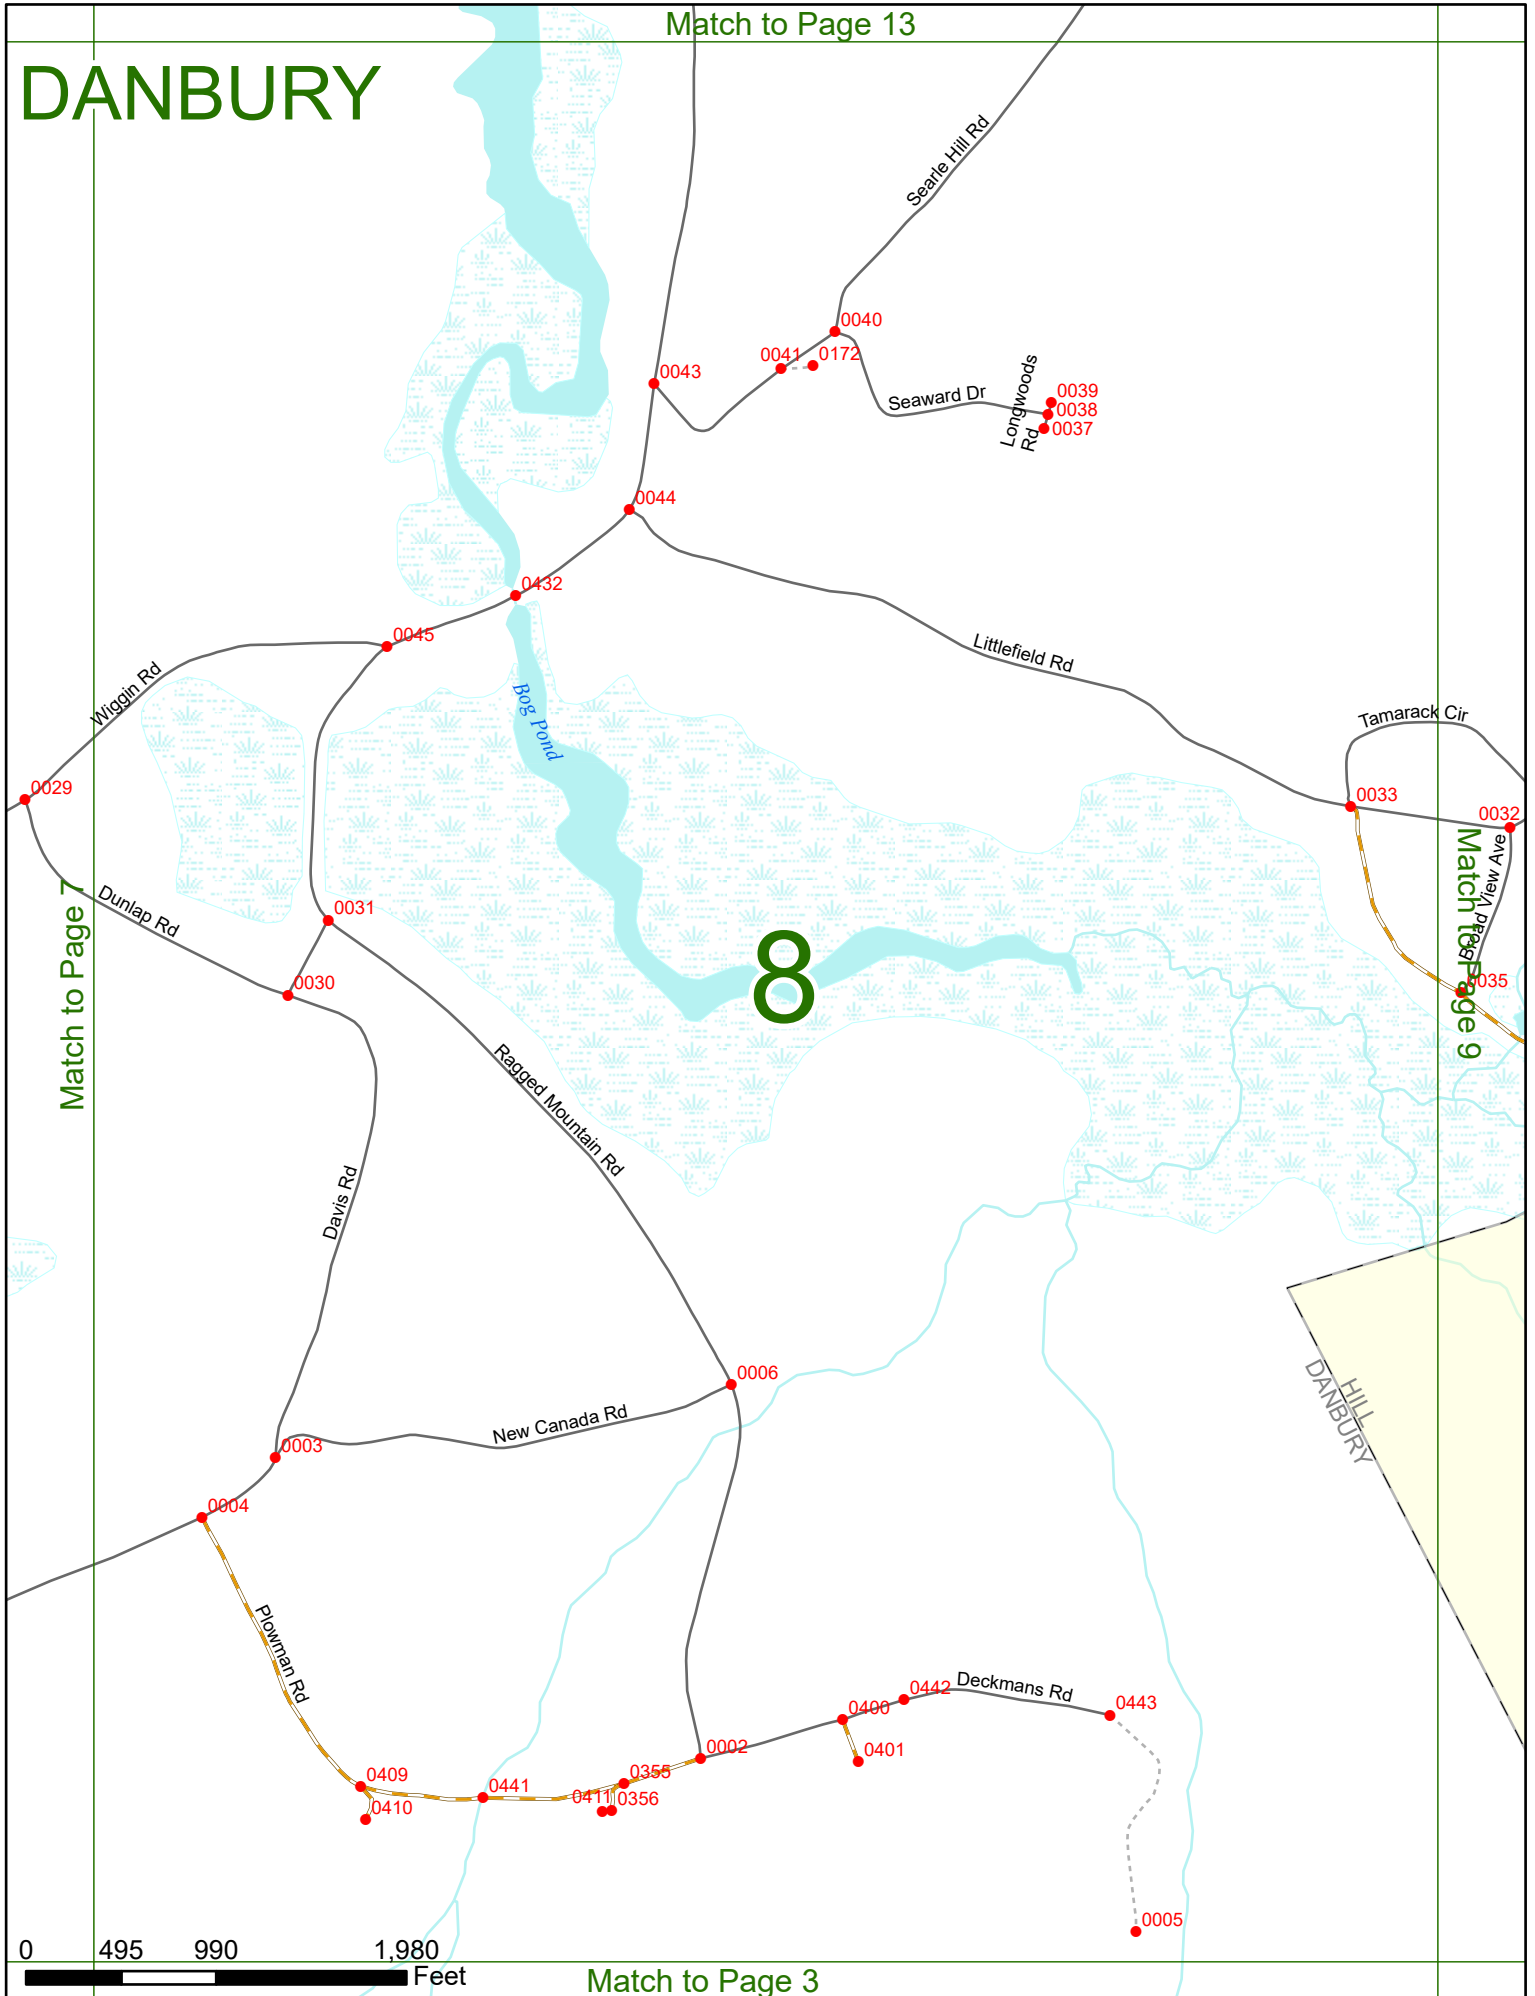 Match to Page 13
DANBURY
Searle Hill Rd
0040
0041
0172
0043
Longwoods
Rd
Seaward Dr
0039
0038
0037
0044
0432
0045
Littlefield Rd
Wiggin Rd
Bog Pond
Tamarack Cir
0029
0033
0032
Match to Page 7
Dunlap Rd
0031
Broad View Ave
Match to Page 9
8
0030
0035
Ragged Mountain Rd
Davis Rd
HILL
DANBURY
0006
New Canada Rd
0003
0004
Plowman Rd
Deckmans Rd
0442
0443
0400
0401
0002
0355
0409
0441
0411
0356
0410
0005
0 495 990 1,980
Feet
Match to Page 3